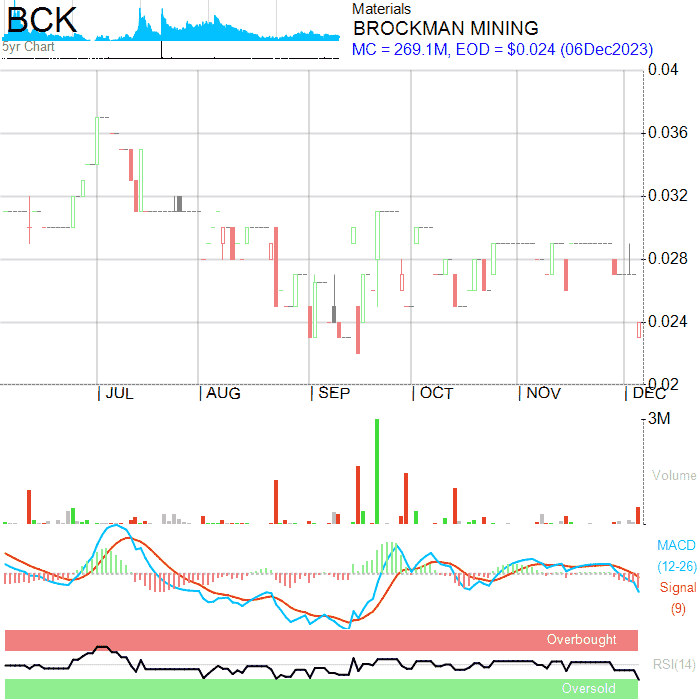 BCK
5yr Chart
Materials
BROCKMAN MINING
MC = 269.1M, EOD = $0.024 (06Dec2023)
0.04
0.036
0.032
0.028
0.024
0.02
JUL AUG SEP OCT NOV DEC
3M
Volume
MACD
(12-26)
Signal
(9)
Overbought
RSI(14)
Oversold